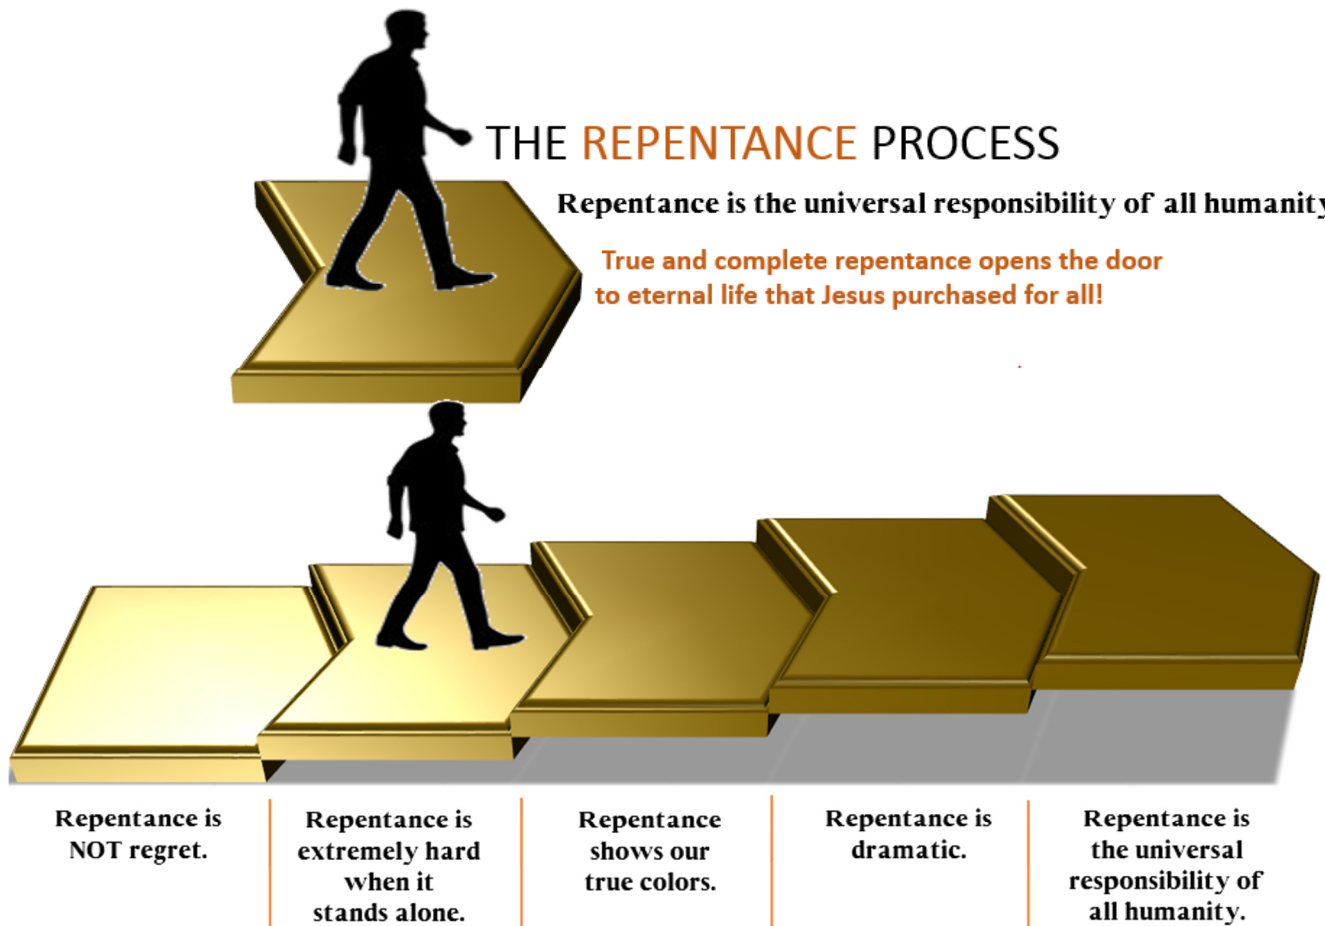 THE REPENTANCE PROCESS
Repentance is the universal responsibility of all humanity
True and complete repentance opens the door
to eternal life that Jesus purchased for all!
Repentance is
NOT regret.
Repentance is
extremely hard
when it
stands alone.
Repentance
shows our
true colors.
Repentance is
dramatic.
Repentance is
the universal
responsibility of
all humanity.